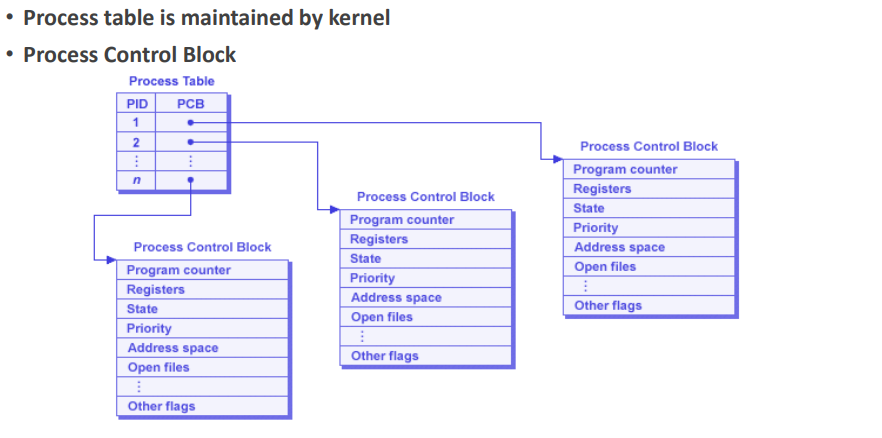 • Process table is maintained by kernel
• Process Control Block
Process Table
PID PCB
1
2
⋮ ⋮
n
Process Control Block
Program counter
Registers
State
Priority
Address space
Open files
⋮
Other flags
Process Control Block
Program counter
Registers
State
Priority
Address space
Open files
⋮
Other flags
Process Control Block
Program counter
Registers
State
Priority
Address space
Open files
⋮
Other flags